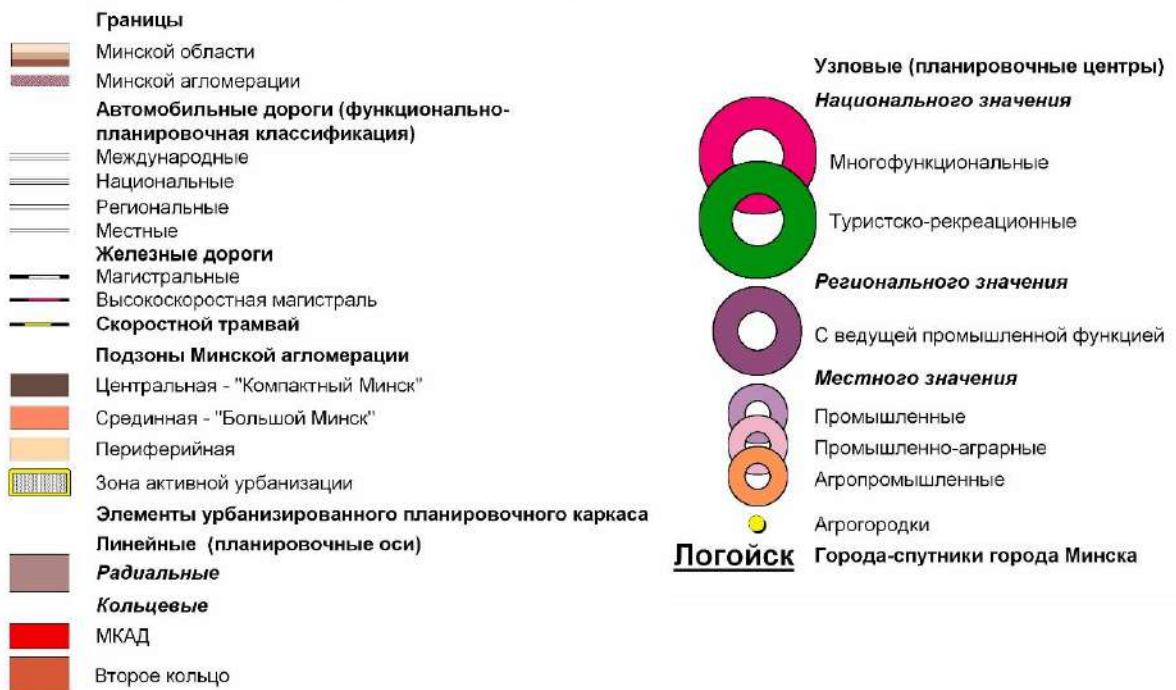 Границы
Минской области
Минской агломерации
Автомобильные дороги (функционально-
планировочная классификация)
Международные
Национальные
Региональные
Местные
Железные дороги
Магистральные
Высокоскоростная магистраль
Скоростной трамвай
Подзоны Минской агломерации
Центральная - "Компактный Минск"
Срединная - "Большой Минск"
Периферийная
Зона активной урбанизации
Элементы урбанизированного планировочного каркаса
Линейные (планировочные оси)
Радиальные
Кольцевые
МКАД
Второе кольцо
Узловые (планировочные центры)
Национального значения
Многофункциональные
Туристско-рекреационные
Регионального значения
С ведущей промышленной функцией
Местного значения
Промышленные
Промышленно-аграрные
Агропромышленные
Агрогородки
Логойск Города-спутники города Минска